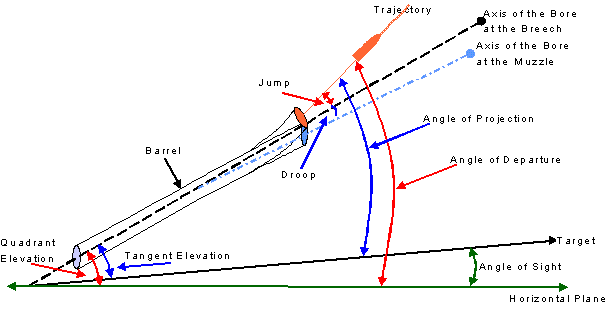 Trajectory
Axis of the Bore
at the Breech
Axis of the Bore
at the Muzzle
Jump
Angle of Projection
Barrel
Angle of Departure
Droop
Quadrant
Elevation
Tangent Elevation
Target
Angle of Sight
Horizontal Plane